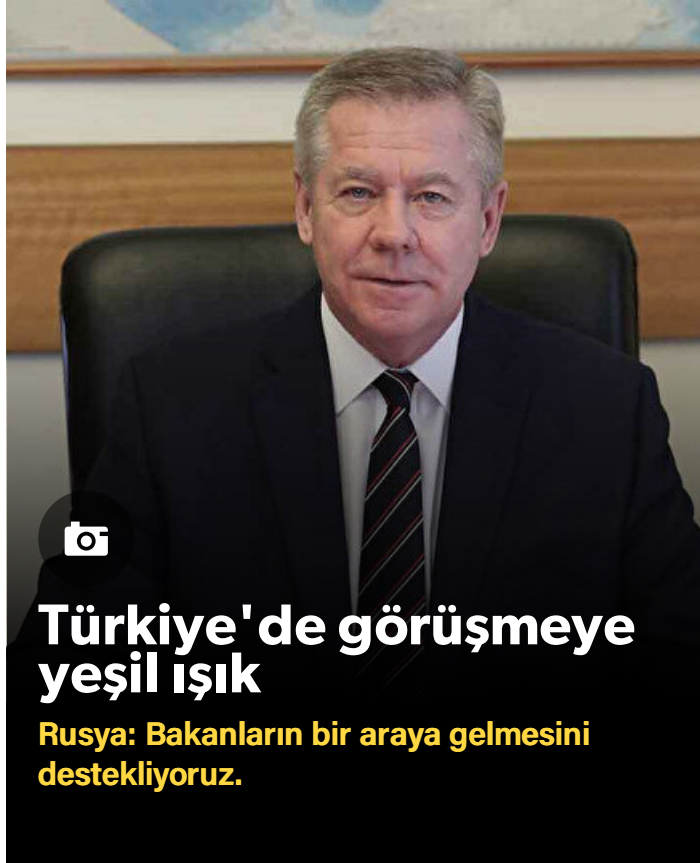 Türkiye'de görüşmeye
yeşil ışık
Rusya: Bakanların bir araya gelmesini
destekliyoruz.